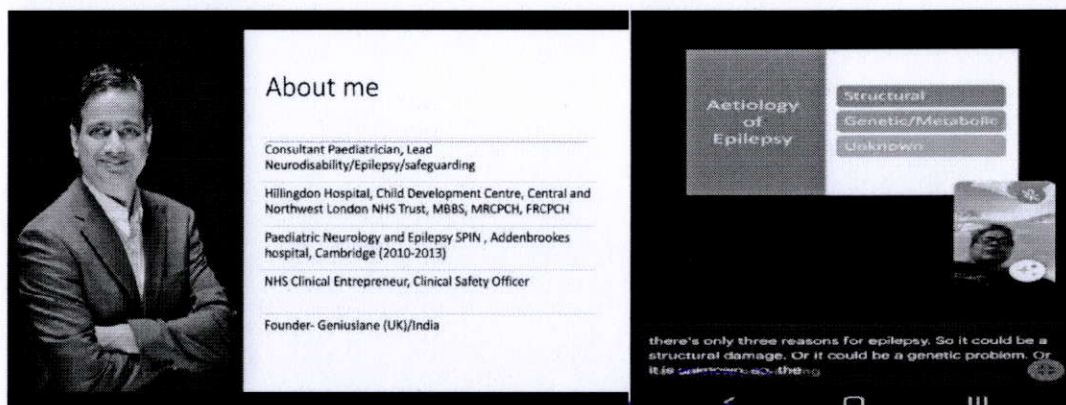 About me
Consultant Paediatrician, Lead
Neurodisability/Epilepsy/safeguarding
Hillingdon Hospital, Child Development Centre, Central and
Northwest London NHS Trust, MBBS, MRCPCH, FRCPCH
Paediatric Neurology and Epilepsy SPIN , Addenbrookes
hospital, Cambridge (2010-2013)
NHS Clinical Entrepreneur, Clinical Safety Officer
Founder- Geniuslane (UK)/India
Aetiology
of
Epilepsy
Structural
Genetic/Metabolic
Unknown
there's only three reasons for epilepsy. So it could be a
structural damage. Or it could be a genetic problem. Or
it is unknown, so, the